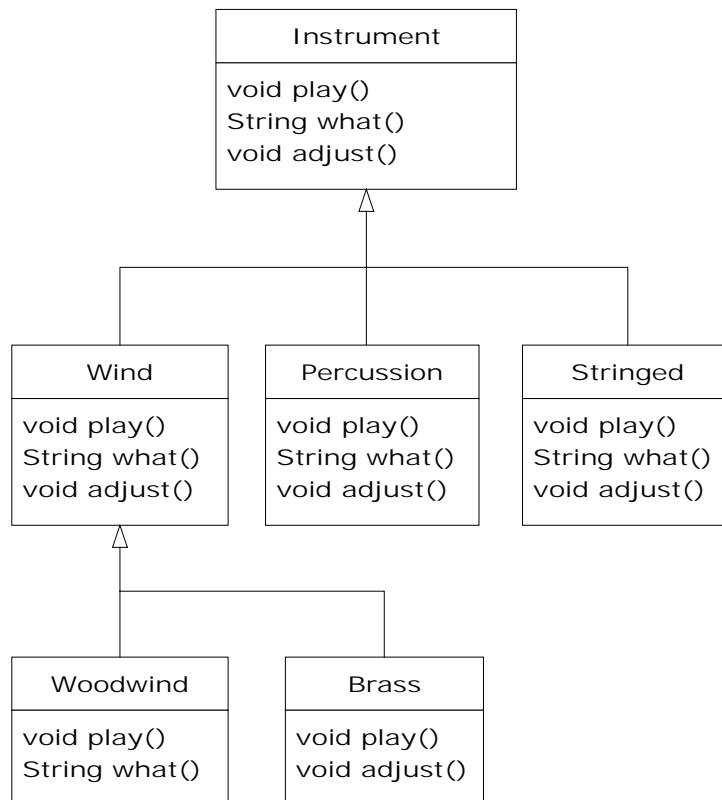 Instrument
void play()
String what()
void adjust()
Wind
void play()
String what()
void adjust()
Percussion
void play()
String what()
void adjust()
Stringed
void play()
String what()
void adjust()
Woodwind
void play()
String what()
Brass
void play()
void adjust()